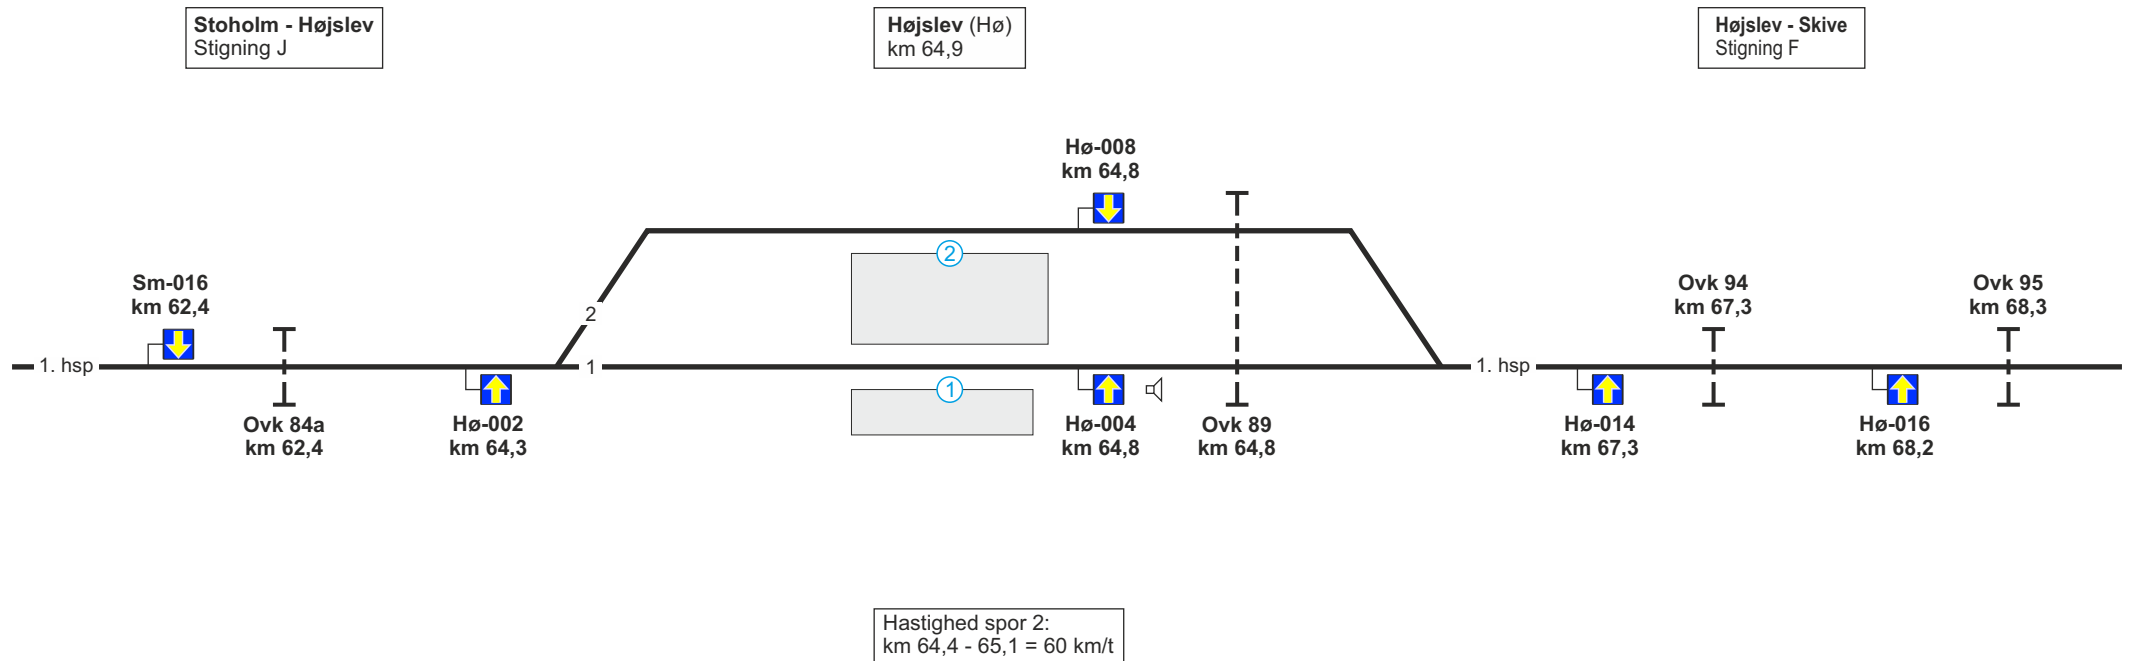 Stoholm - Højslev
Stigning J
Højslev (Hø)
km 64,9
Højslev - Skive
Stigning F
Hø-008
km 64,8
2
Sm-016
km 62,4
Ovk 94
km 67,3
Ovk 95
km 68,3
2
1. hsp
1
1. hsp
1
Ovk 84a
km 62,4
Hø-002
km 64,3
Hø-004
km 64,8
Ovk 89
km 64,8
Hø-014
km 67,3
Hø-016
km 68,2
Hastighed spor 2:
km 64,4 - 65,1 = 60 km/t